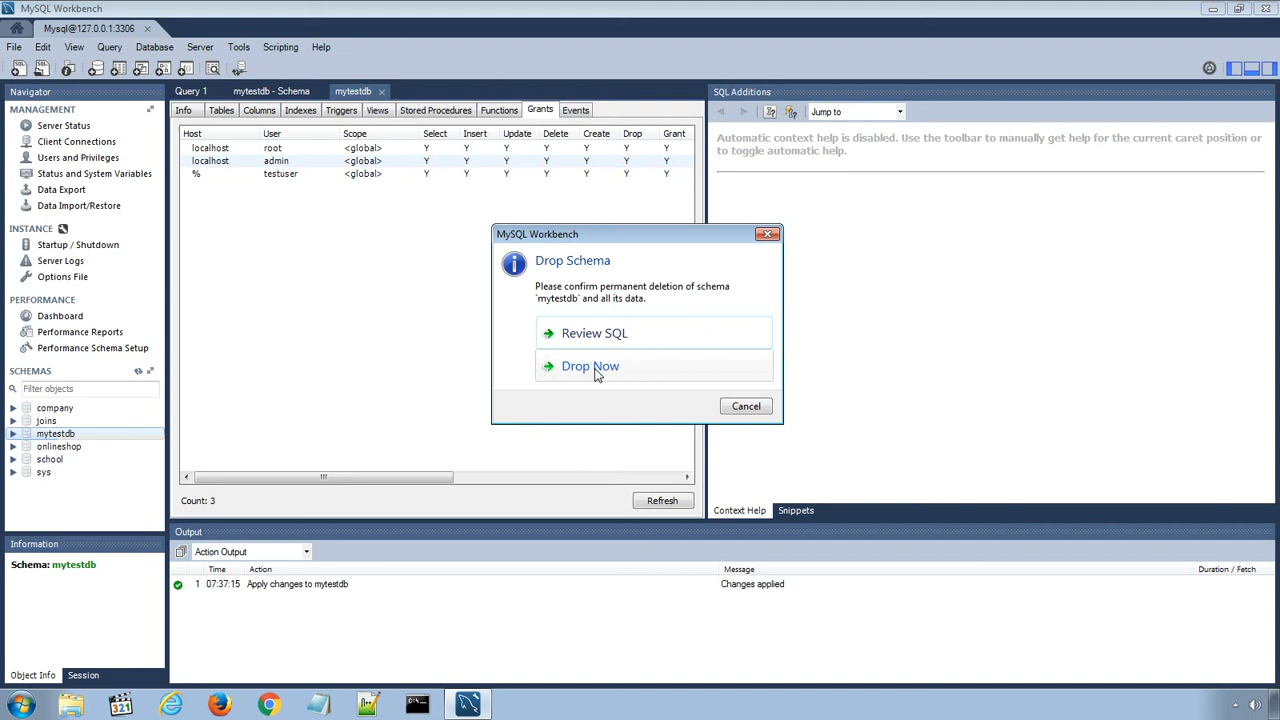 MySQL Workbench
Mysql@127.0.0.1:3306
File Edit View Query Database Server Tools Scripting Help
Navigator
MANAGEMENT
Server Status
Client Connections
Users and Privileges
Status and System Variables
Data Export
Data Import/Restore
INSTANCE
Startup / Shutdown
Server Logs
Options File
PERFORMANCE
Dashboard
Performance Reports
Performance Schema Setup
SCHEMAS
Filter objects
company
joins
mytestdb
onlineshop
school
sys
Information
Schema: mytestdb
Object Info Session
Query 1 mytestdb - Schema mytestdb
Info Tables Columns Indexes Triggers Views Stored Procedures Functions Grants Events
Host User Scope Select Insert Update Delete Create Drop Grant
localhost root <global> Y Y Y Y Y Y Y
localhost admin <global> Y Y Y Y Y Y Y
% testuser <global> Y Y Y Y Y Y Y
Count: 3 Refresh
MySQL Workbench
Drop Schema
Please confirm permanent deletion of schema
`mytestdb` and all its data.
Review SQL
Drop Now
Cancel
SQL Additions
Jump to
Automatic context help is disabled. Use the toolbar to manually get help for the current caret position or
to toggle automatic help.
Context Help Snippets
Output
Action Output
Time Action Message Duration / Fetch
1 07:37:15 Apply changes to mytestdb Changes applied
321
C:\